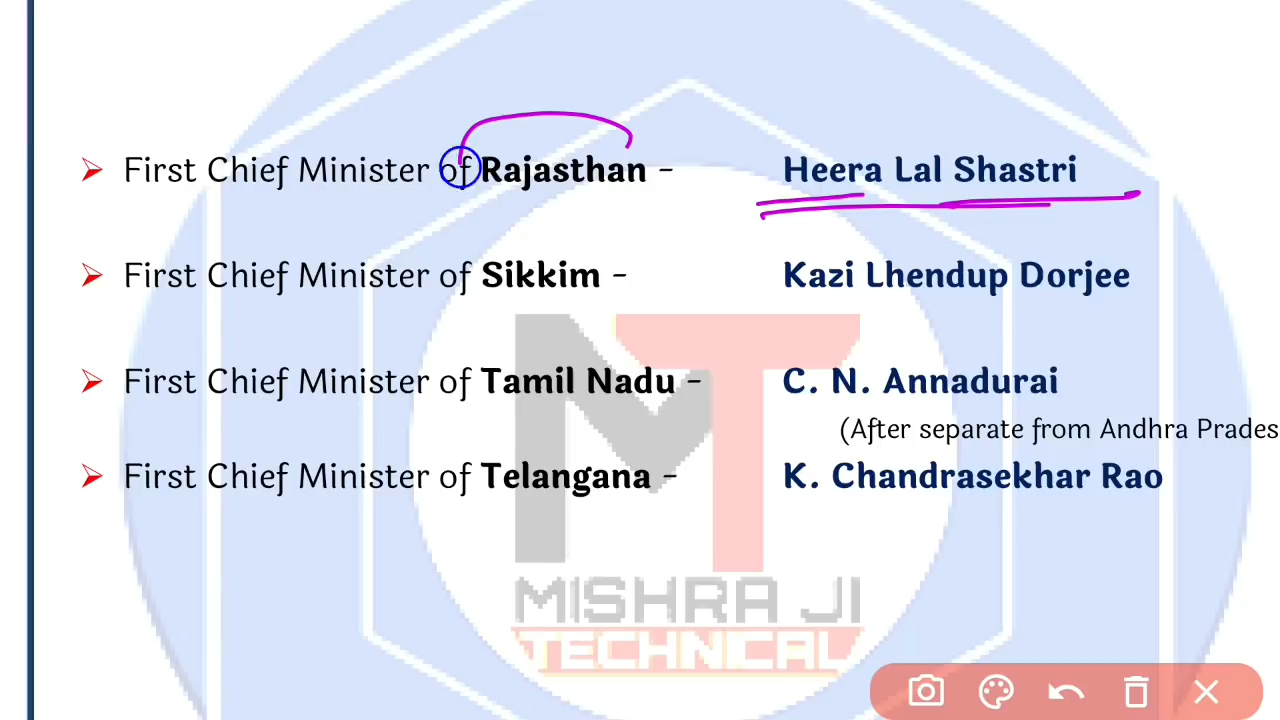 First Chief Minister of Rajasthan - Heera Lal Shastri
First Chief Minister of Sikkim - Kazi Lhendup Dorjee
First Chief Minister of Tamil Nadu - C. N. Annadurai
(After separate from Andhra Prades
First Chief Minister of Telangana - K. Chandrasekhar Rao
MT
MISHRA JI
TECHNICAL